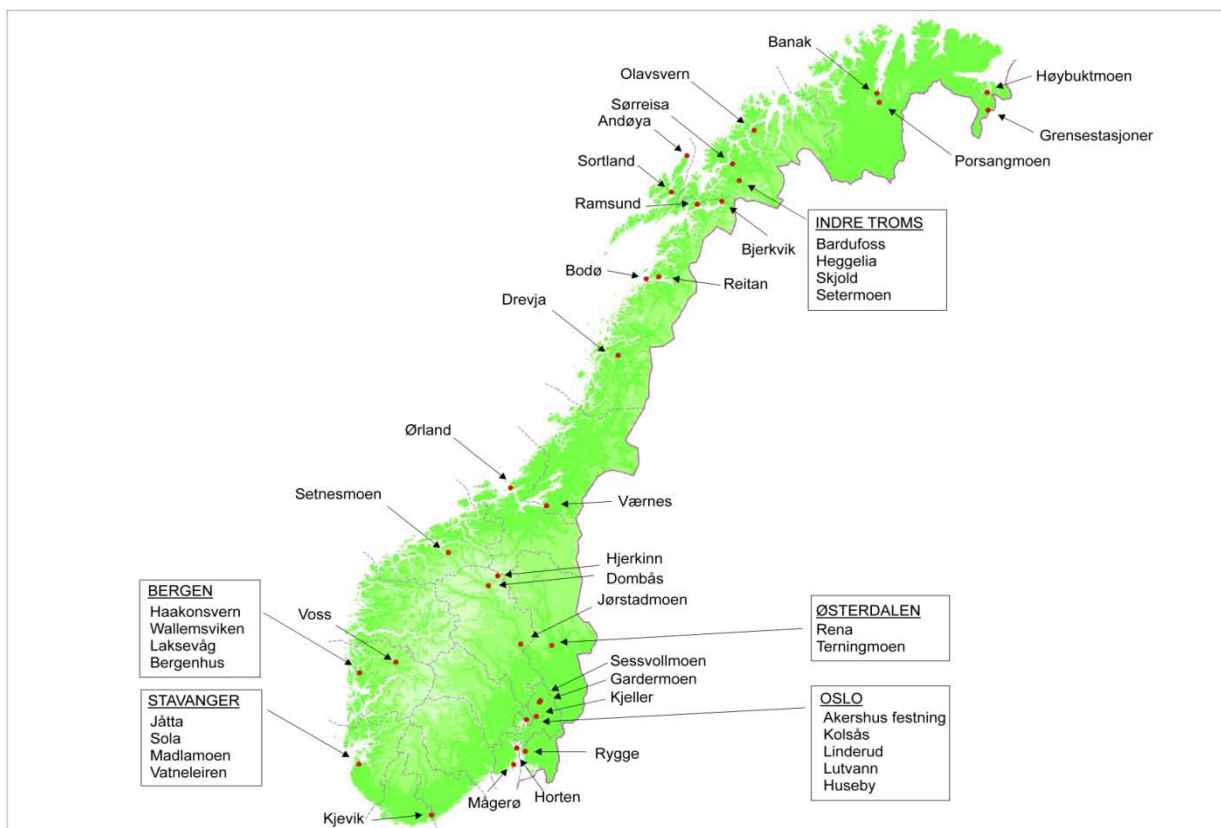 Banak
Olavsvern
Høybuktmoen
Sørreisa
Andøya
Grensestasjoner
Sortland
Porsangmoen
Ramsund
INDRE TROMS
Bardufoss
Heggelia
Skjold
Setermoen
Bjerkvik
Bodø
Reitan
Drevja
Ørland
Setnesmoen
Værnes
Hjerkinn
Dombås
Jørstadmoen
BERGEN
Haakonsvern
Wallemsviken
Laksevåg
Bergenhus
Voss
ØSTERDALEN
Rena
Terningmoen
Sessvollmoen
Gardermoen
Kjeller
STAVANGER
Jåtta
Sola
Madlamoen
Vatneleiren
OSLO
Akershus festning
Kolsås
Linderud
Lutvann
Huseby
Rygge
Horten
Mågerø
Kjevik